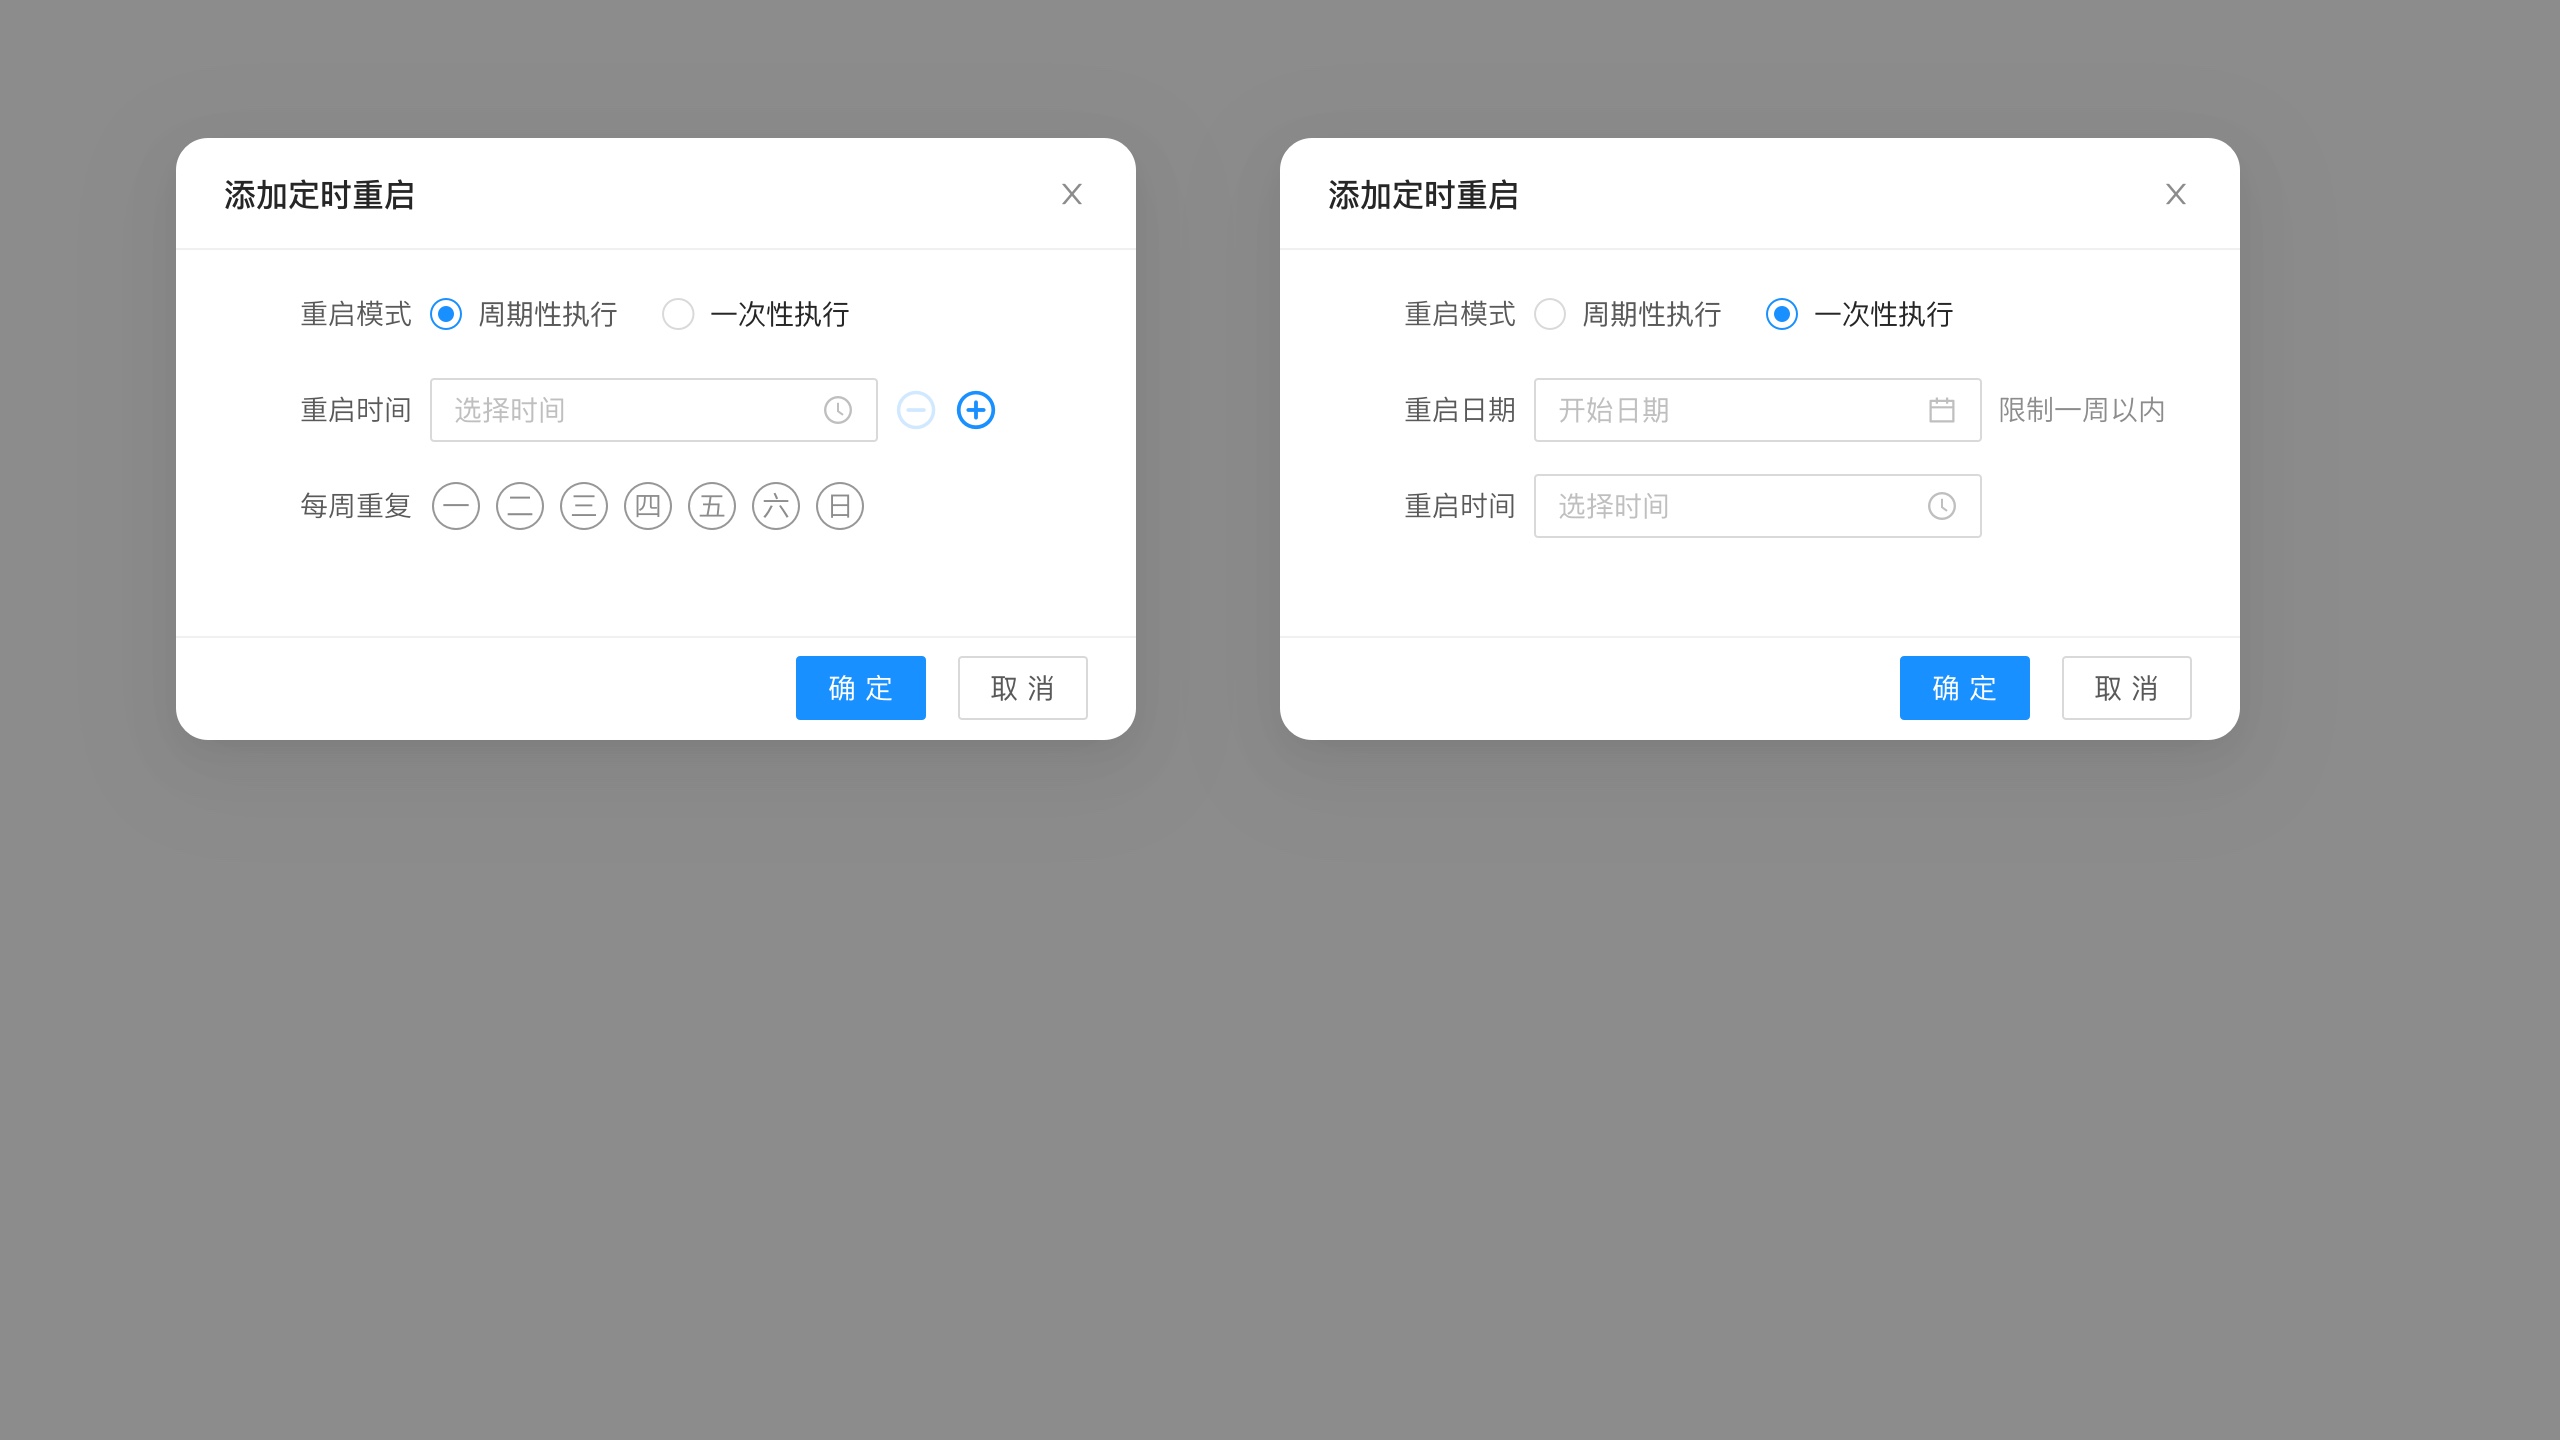 添加定时重启
重启模式 周期性执行 一次性执行
重启时间 选择时间
每周重复 一 二 三 四 五 六 日
确 定 取 消
添加定时重启
重启模式 周期性执行 一次性执行
重启日期 开始日期 限制一周以内
重启时间 选择时间
确 定 取 消